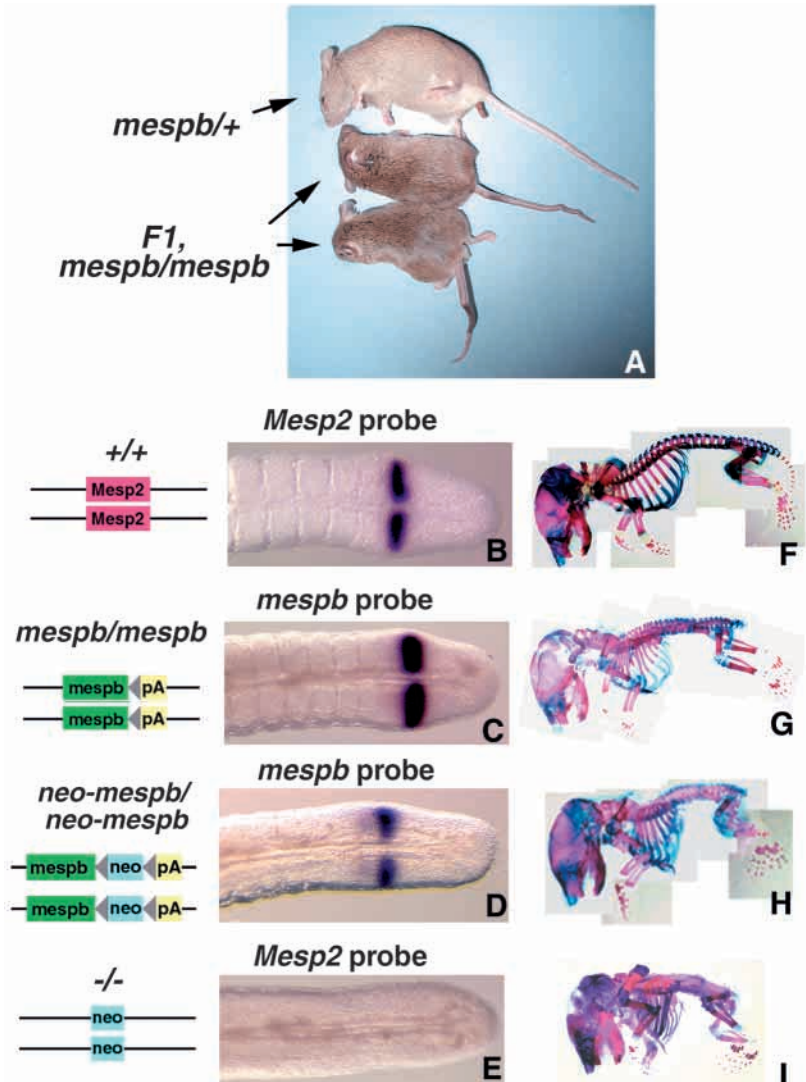 mespb/+
F1,
mespb/mespb
A
Mesp2 probe
+/+
Mesp2
Mesp2
B
F
mespb probe
mespb/mespb
mespb pA
mespb pA
C
G
mespb probe
neo-mespb/
neo-mespb
mespb neo pA
mespb neo pA
D
H
Mesp2 probe
-/-
neo
neo
E
I